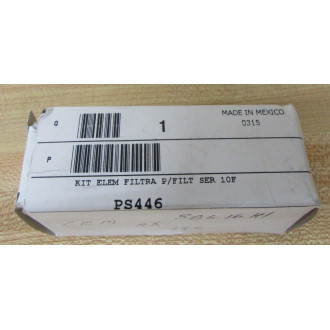 Q
1
MADE IN MEXICO
0315
P
KIT ELEM FILTRA P/FILT SER 10F
PS446